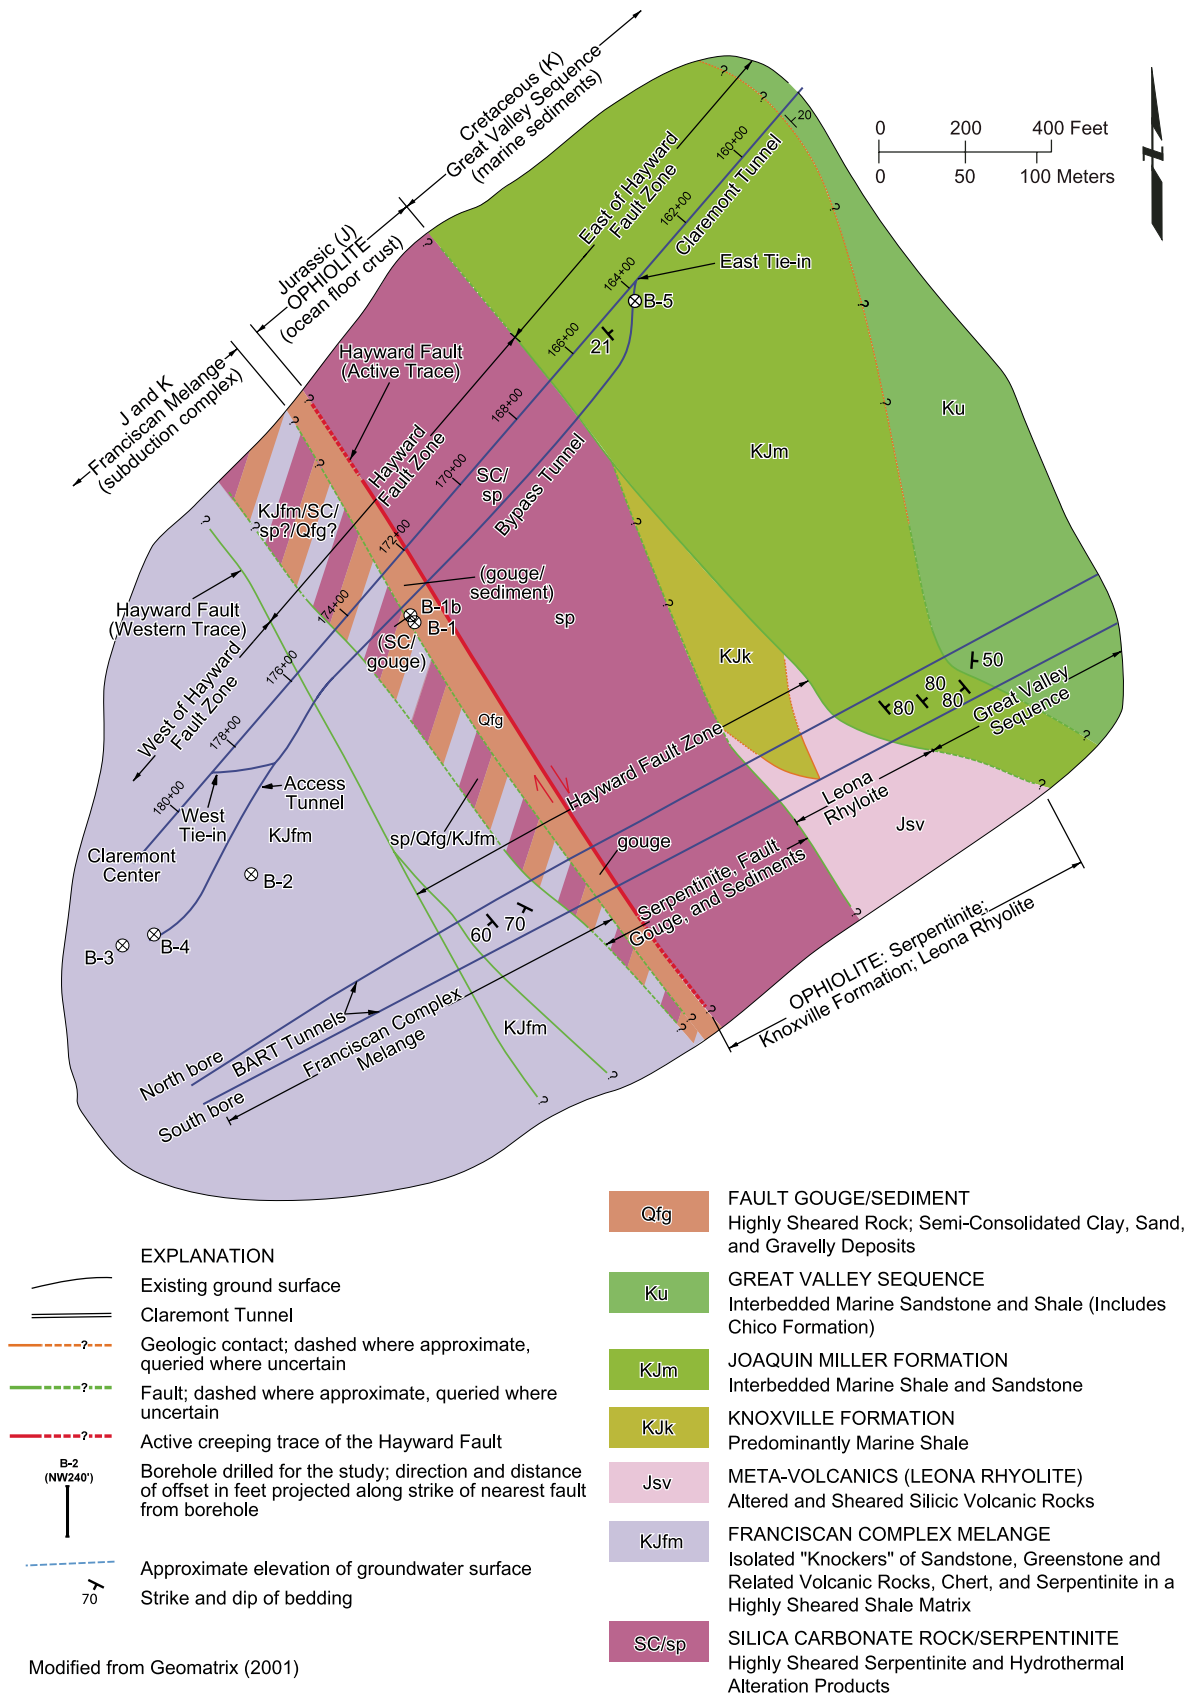 Cretaceous (K)
Great Valley Sequence
(marine sediments)
Jurassic (J)
OPHIOLITE
(ocean floor crust)
J and K
Franciscan Melange
(subduction complex)
0 200 400 Feet
0 50 100 Meters
East of Hayward
Fault Zone
Claremont Tunnel
20
160+00
162+00
164+00
166+00
168+00
170+00
172+00
174+00
176+00
178+00
180+00
East Tie-in
B-5
21
Hayward Fault
(Active Trace)
Hayward
Fault Zone
SC/
sp
Bypass Tunnel
KJm
Ku
KJfm/SC/
sp?/Qfg?
(gouge/
sediment)
sp
Hayward Fault
(Western Trace)
B-1b
B-1
(SC/
gouge)
KJk
50
80
80
80
Great Valley
Sequence
West of Hayward
Fault Zone
Qfg
Hayward Fault Zone
Access
Tunnel
West
Tie-in
KJfm
sp/Qfg/KJfm
Leona
Rhyloite
Jsv
gouge
Claremont
Center
B-2
Serpentinite, Fault
Gouge, and Sediments
B-3
B-4
60
70
OPHIOLITE: Serpentinite;
Knoxville Formation; Leona Rhyolite
KJfm
North bore
BART Tunnels
Franciscan Complex
Melange
South bore
EXPLANATION
Existing ground surface
Claremont Tunnel
? Geologic contact; dashed where approximate,
queried where uncertain
? Fault; dashed where approximate, queried where
uncertain
? Active creeping trace of the Hayward Fault
B-2
(NW240')
Borehole drilled for the study; direction and distance
of offset in feet projected along strike of nearest fault
from borehole
Approximate elevation of groundwater surface
70 Strike and dip of bedding
Modified from Geomatrix (2001)
Qfg FAULT GOUGE/SEDIMENT
Highly Sheared Rock; Semi-Consolidated Clay, Sand,
and Gravelly Deposits
Ku GREAT VALLEY SEQUENCE
Interbedded Marine Sandstone and Shale (Includes
Chico Formation)
KJm JOAQUIN MILLER FORMATION
Interbedded Marine Shale and Sandstone
KJk KNOXVILLE FORMATION
Predominantly Marine Shale
Jsv META-VOLCANICS (LEONA RHYOLITE)
Altered and Sheared Silicic Volcanic Rocks
KJfm FRANCISCAN COMPLEX MELANGE
Isolated "Knockers" of Sandstone, Greenstone and
Related Volcanic Rocks, Chert, and Serpentinite in a
Highly Sheared Shale Matrix
SC/sp SILICA CARBONATE ROCK/SERPENTINITE
Highly Sheared Serpentinite and Hydrothermal
Alteration Products